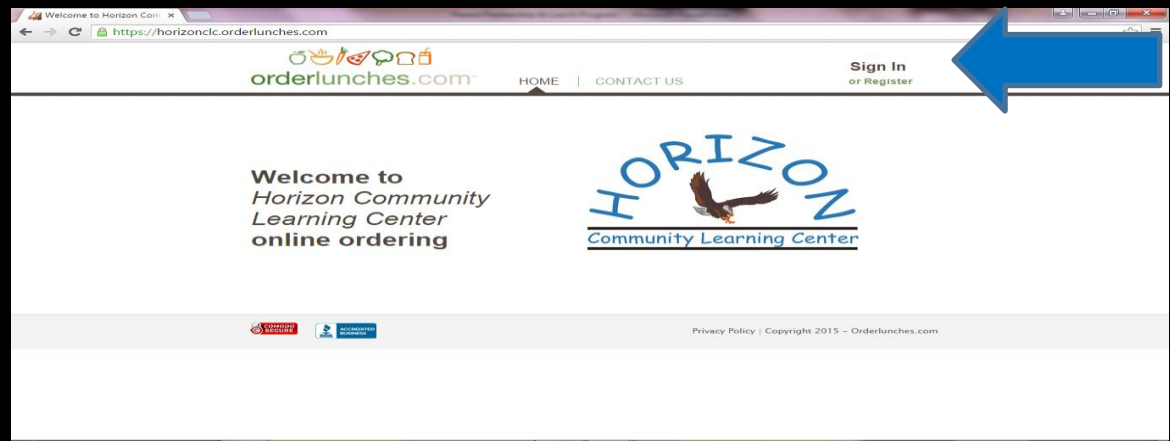 Welcome to Horizon Com
https://horizonclc.orderlunches.com
orderlunches.com
HOME | CONTACT US
Sign In
or Register
Welcome to
Horizon Community
Learning Center
online ordering
HORIZON
Community Learning Center
COMODO
SECURE
BBB
ACCREDITED
BUSINESS
Privacy Policy | Copyright 2015 – Orderlunches.com